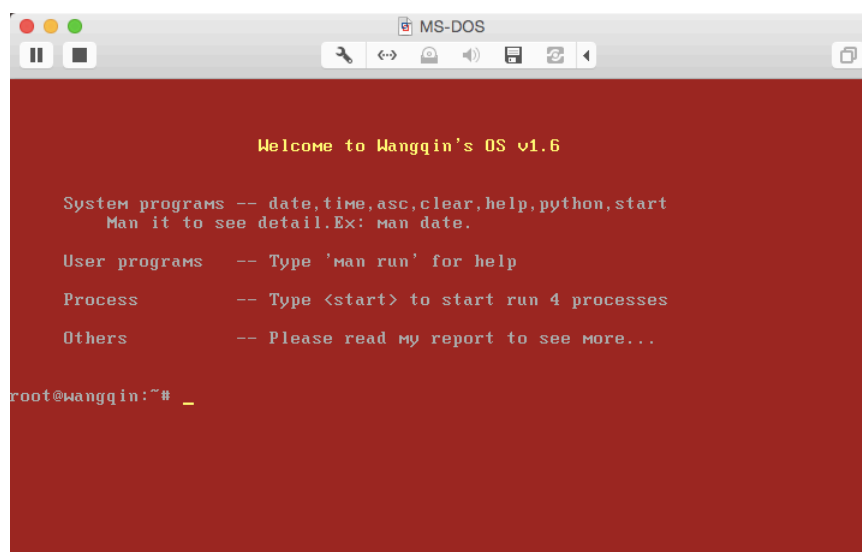 MS-DOS
Welcome to Wangqin's OS v1.6
System programs -- date,time,asc,clear,help,python,start
Man it to see detail.Ex: man date.
User programs -- Type 'man run' for help
Process -- Type <start> to start run 4 processes
Others -- Please read my report to see more...
root@wangqin:~# _